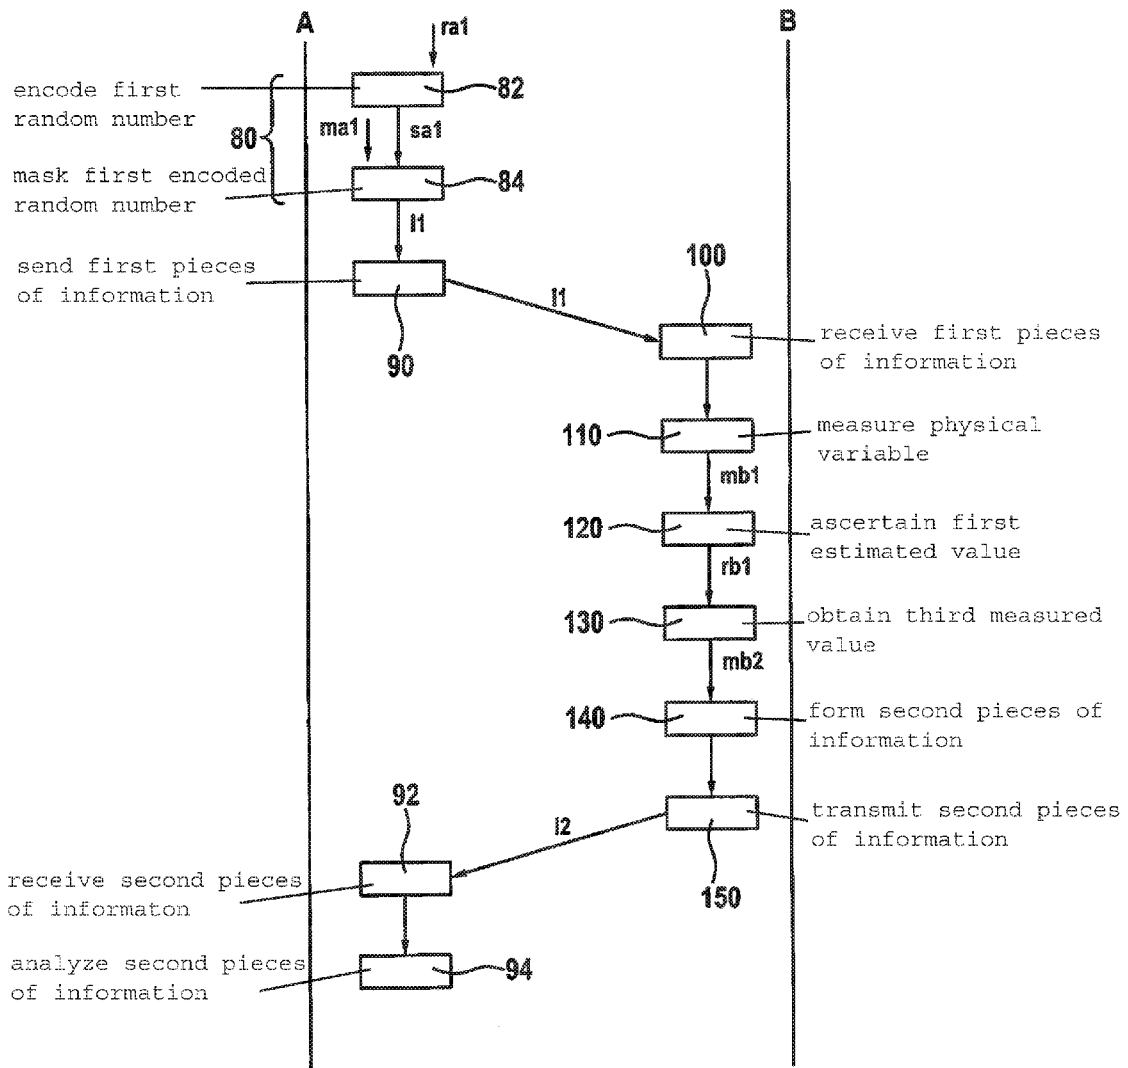 A
B
ra1
encode first
random number
82
80
ma1
sa1
mask first encoded
random number
84
I1
send first pieces
of information
90
I1
100
receive first pieces
of information
110
measure physical
variable
mb1
120
ascertain first
estimated value
rb1
130
obtain third measured
value
mb2
140
form second pieces of
information
92
I2
transmit second pieces
of information
150
receive second pieces
of informaton
analyze second pieces
of information
94